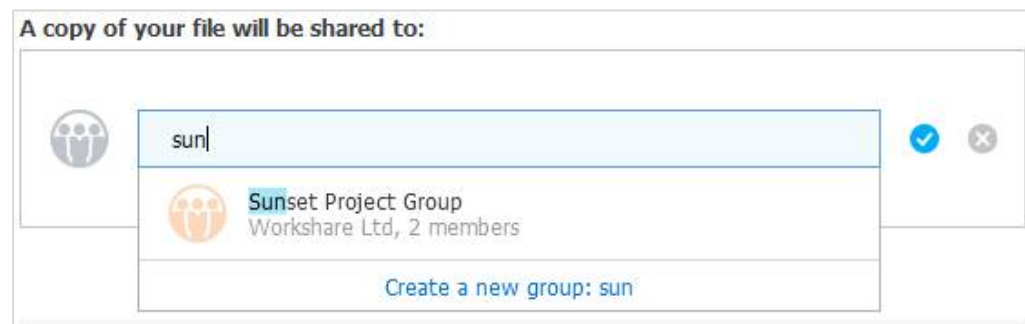 A copy of your file will be shared to:
sun
Sunset Project Group
Workshare Ltd, 2 members
Create a new group: sun